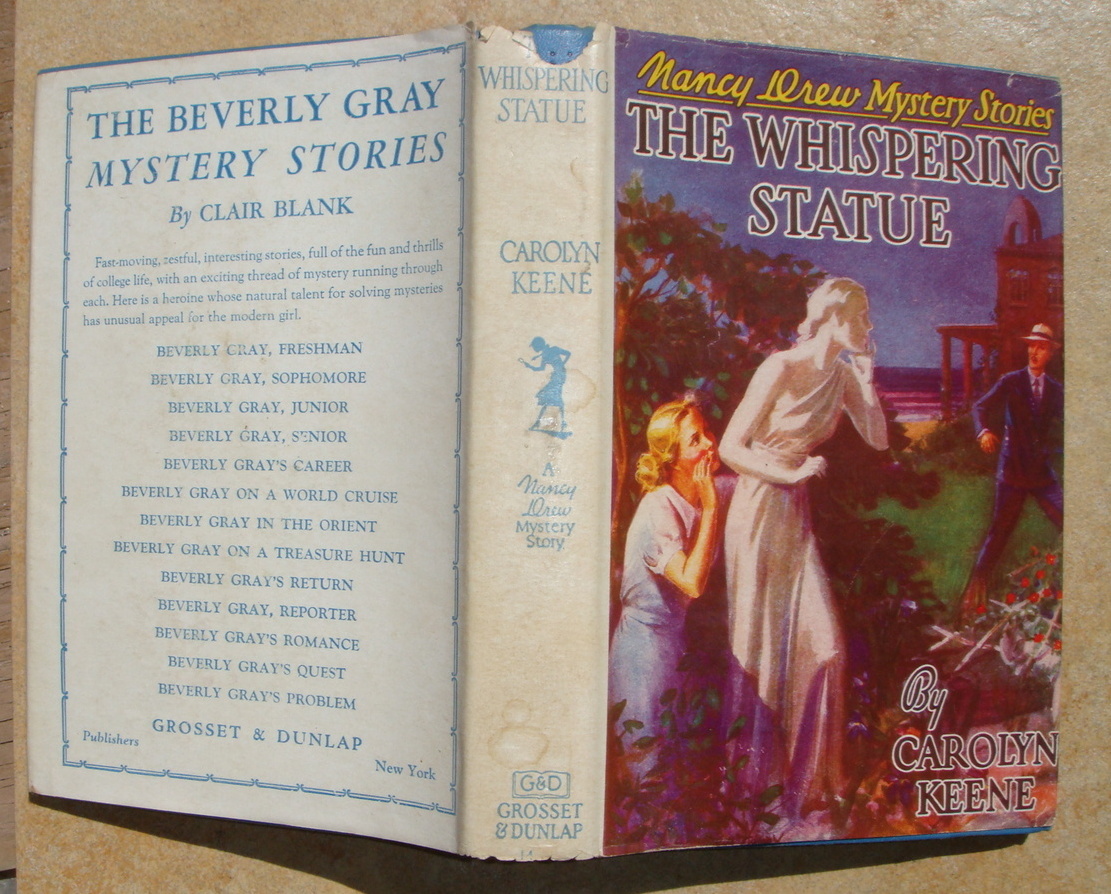 THE BEVERLY GRAY
MYSTERY STORIES
By CLAIR BLANK
Fast-moving, zestful, interesting stories, full of the fun and thrills
of college life, with an exciting thread of mystery running through
each. Here is a heroine whose natural talent for solving mysteries
has unusual appeal for the modern girl.
BEVERLY GRAY, FRESHMAN
BEVERLY GRAY, SOPHOMORE
BEVERLY GRAY, JUNIOR
BEVERLY GRAY, SENIOR
BEVERLY GRAY'S CAREER
BEVERLY GRAY ON A WORLD CRUISE
BEVERLY GRAY IN THE ORIENT
BEVERLY GRAY ON A TREASURE HUNT
BEVERLY GRAY'S RETURN
BEVERLY GRAY, REPORTER
BEVERLY GRAY'S ROMANCE
BEVERLY GRAY'S QUEST
BEVERLY GRAY'S PROBLEM
GROSSET & DUNLAP
Publishers
New York
WHISPERING
STATUE
CAROLYN
KEENE
A
Nancy
Drew
Mystery
Story
G&D
GROSSET
& DUNLAP
Nancy Drew Mystery Stories
THE WHISPERING
STATUE
By
CAROLYN
KEENE